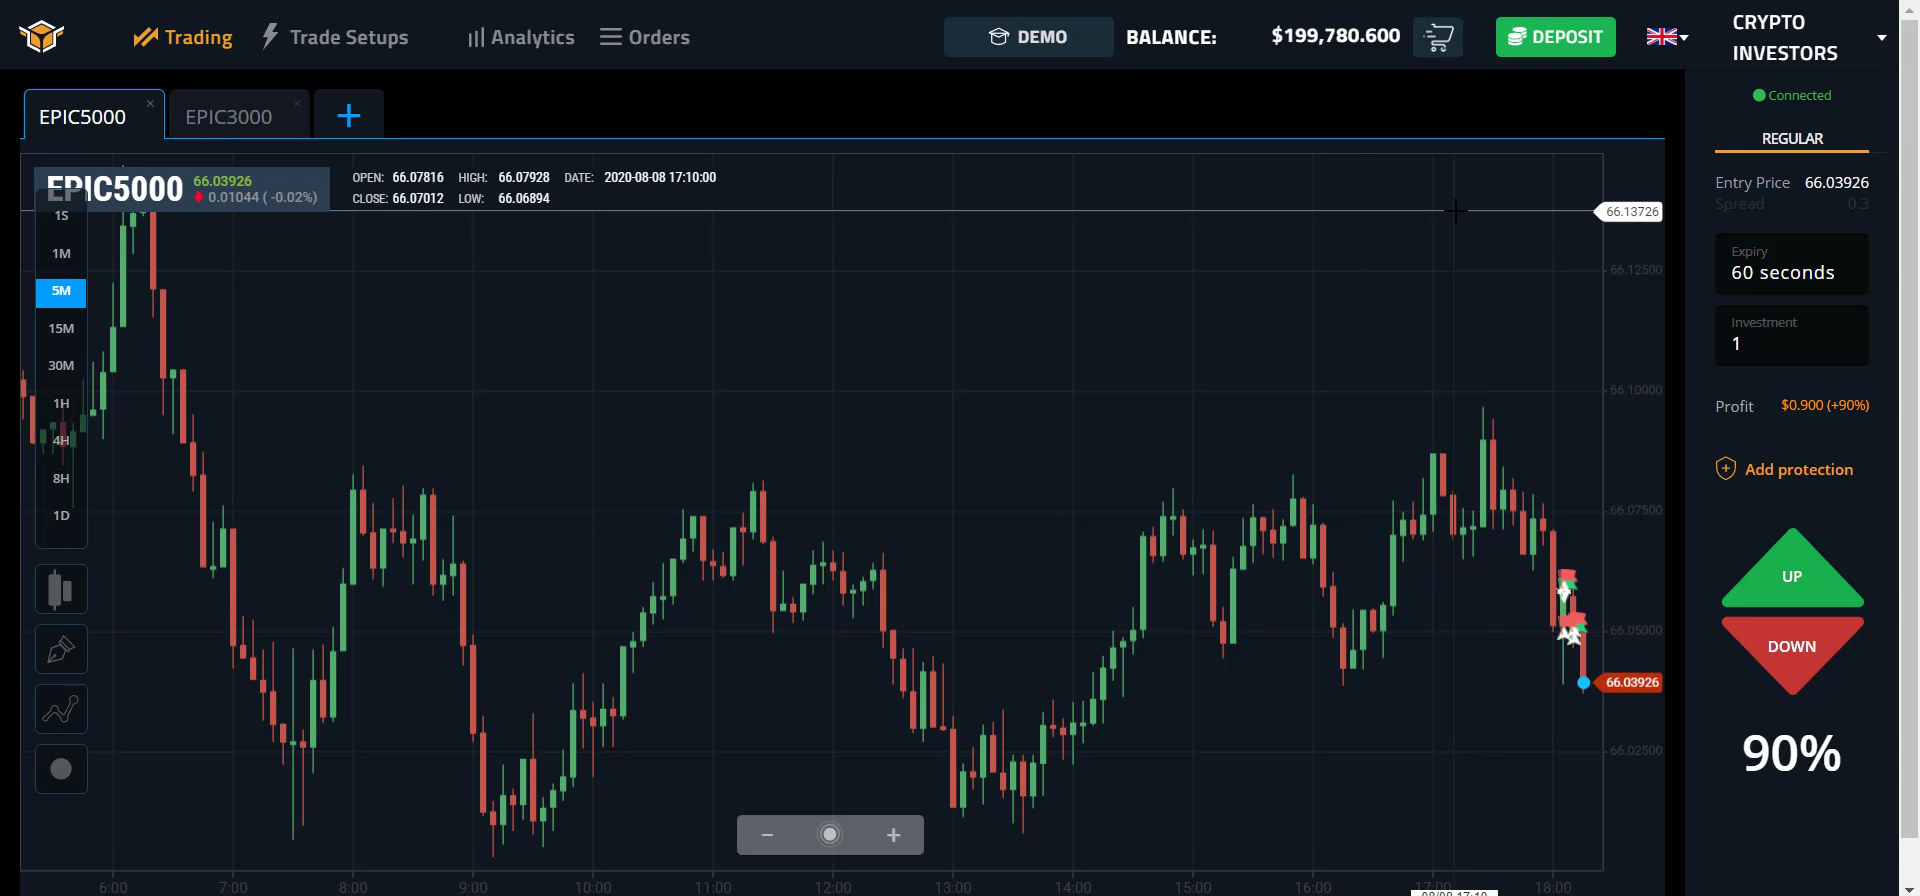 Trading
Trade Setups
Analytics
Orders
DEMO
BALANCE:
$199,780.600
DEPOSIT
CRYPTO
INVESTORS
Connected
EPIC5000
EPIC3000
REGULAR
EPIC5000
66.03926
0.01044 ( -0.02%)
OPEN: 66.07816 HIGH: 66.07928 DATE: 2020-08-08 17:10:00
CLOSE: 66.07012 LOW: 66.06894
Entry Price 66.03926
Spread 0.3
1S
1M
5M
15M
30M
1H
4H
8H
1D
66.13726
66.12500
66.10000
66.07500
66.05000
66.03926
66.02500
Expiry
60 seconds
Investment
1
Profit $0.900 (+90%)
Add protection
UP
DOWN
90%
6:00 7:00 8:00 9:00 10:00 11:00 12:00 13:00 14:00 15:00 16:00 17:00 18:00